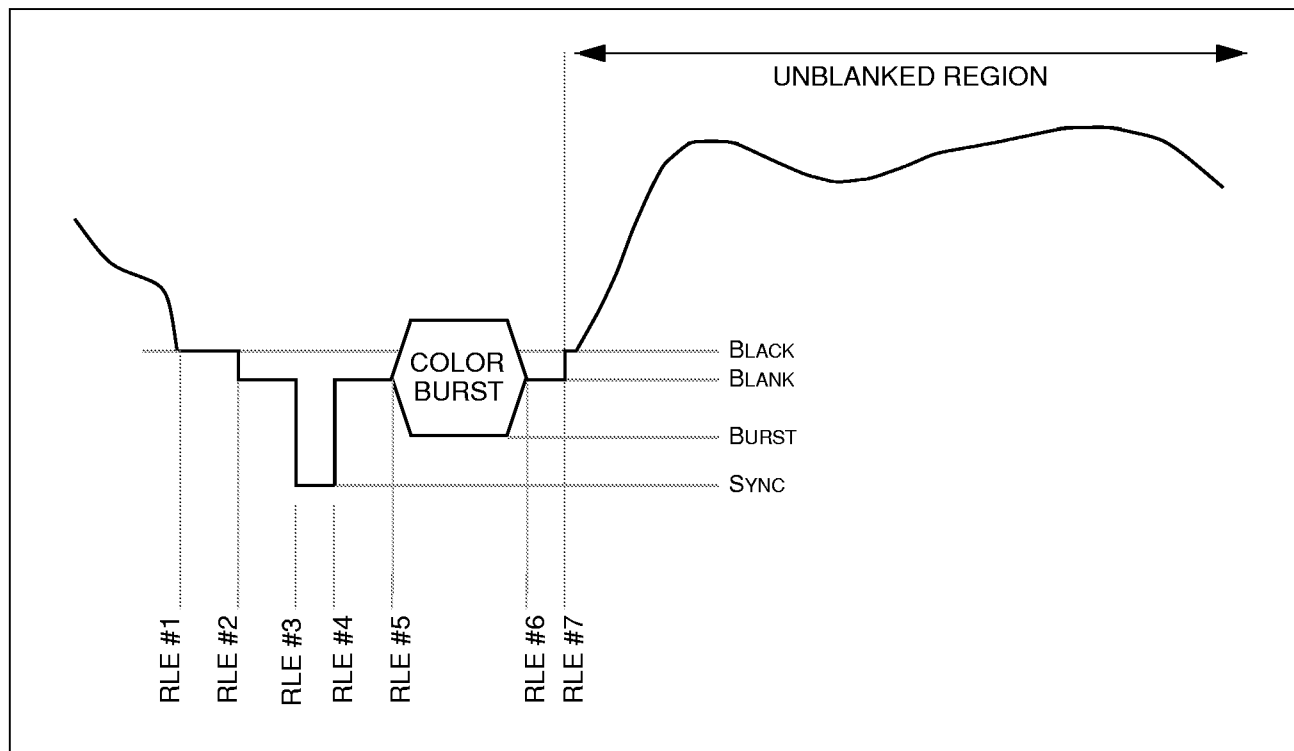 UNBLANKED REGION
COLOR
BURST
BLACK
BLANK
BURST
SYNC
RLE #1
RLE #2
RLE #3
RLE #4
RLE #5
RLE #6
RLE #7